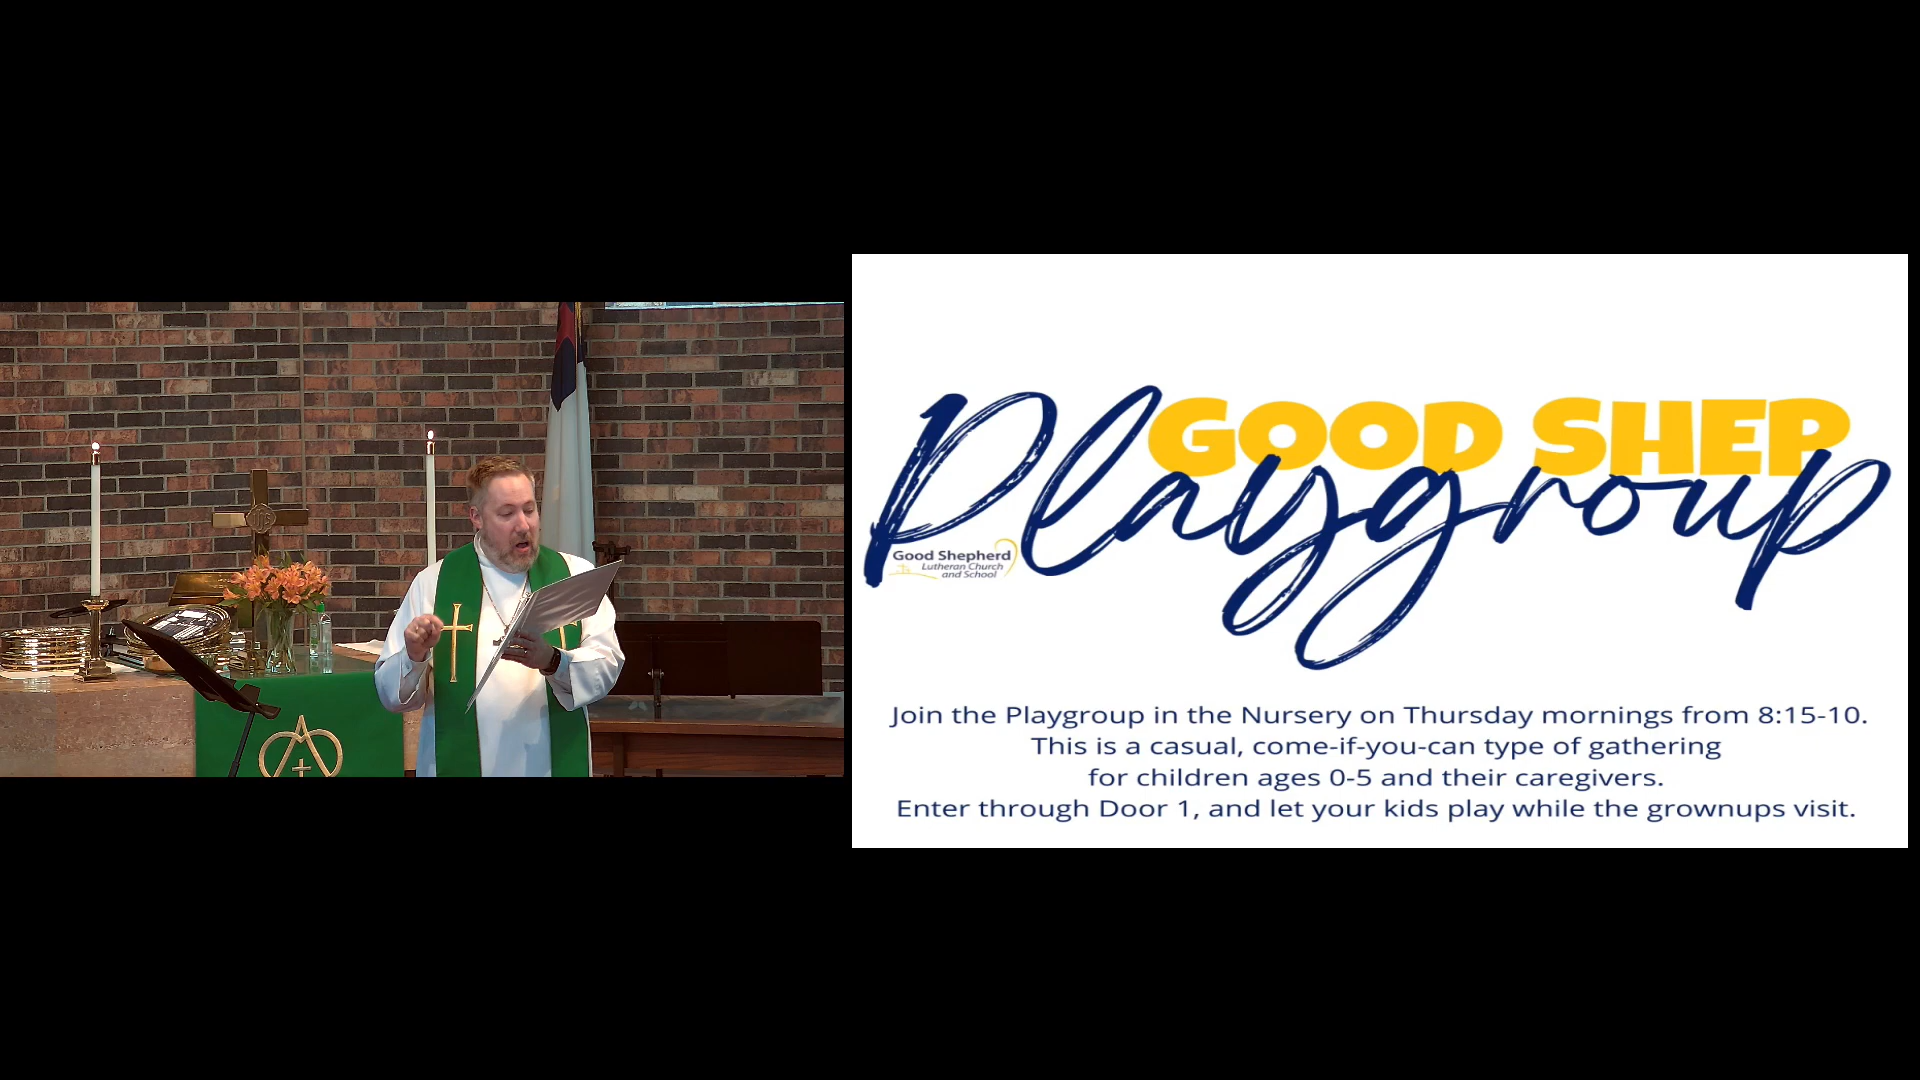 GOOD SHEP
Playgroup
Good Shepherd
Lutheran Church
and School
Join the Playgroup in the Nursery on Thursday mornings from 8:15-10.
This is a casual, come-if-you-can type of gathering
for children ages 0-5 and their caregivers.
Enter through Door 1, and let your kids play while the grownups visit.